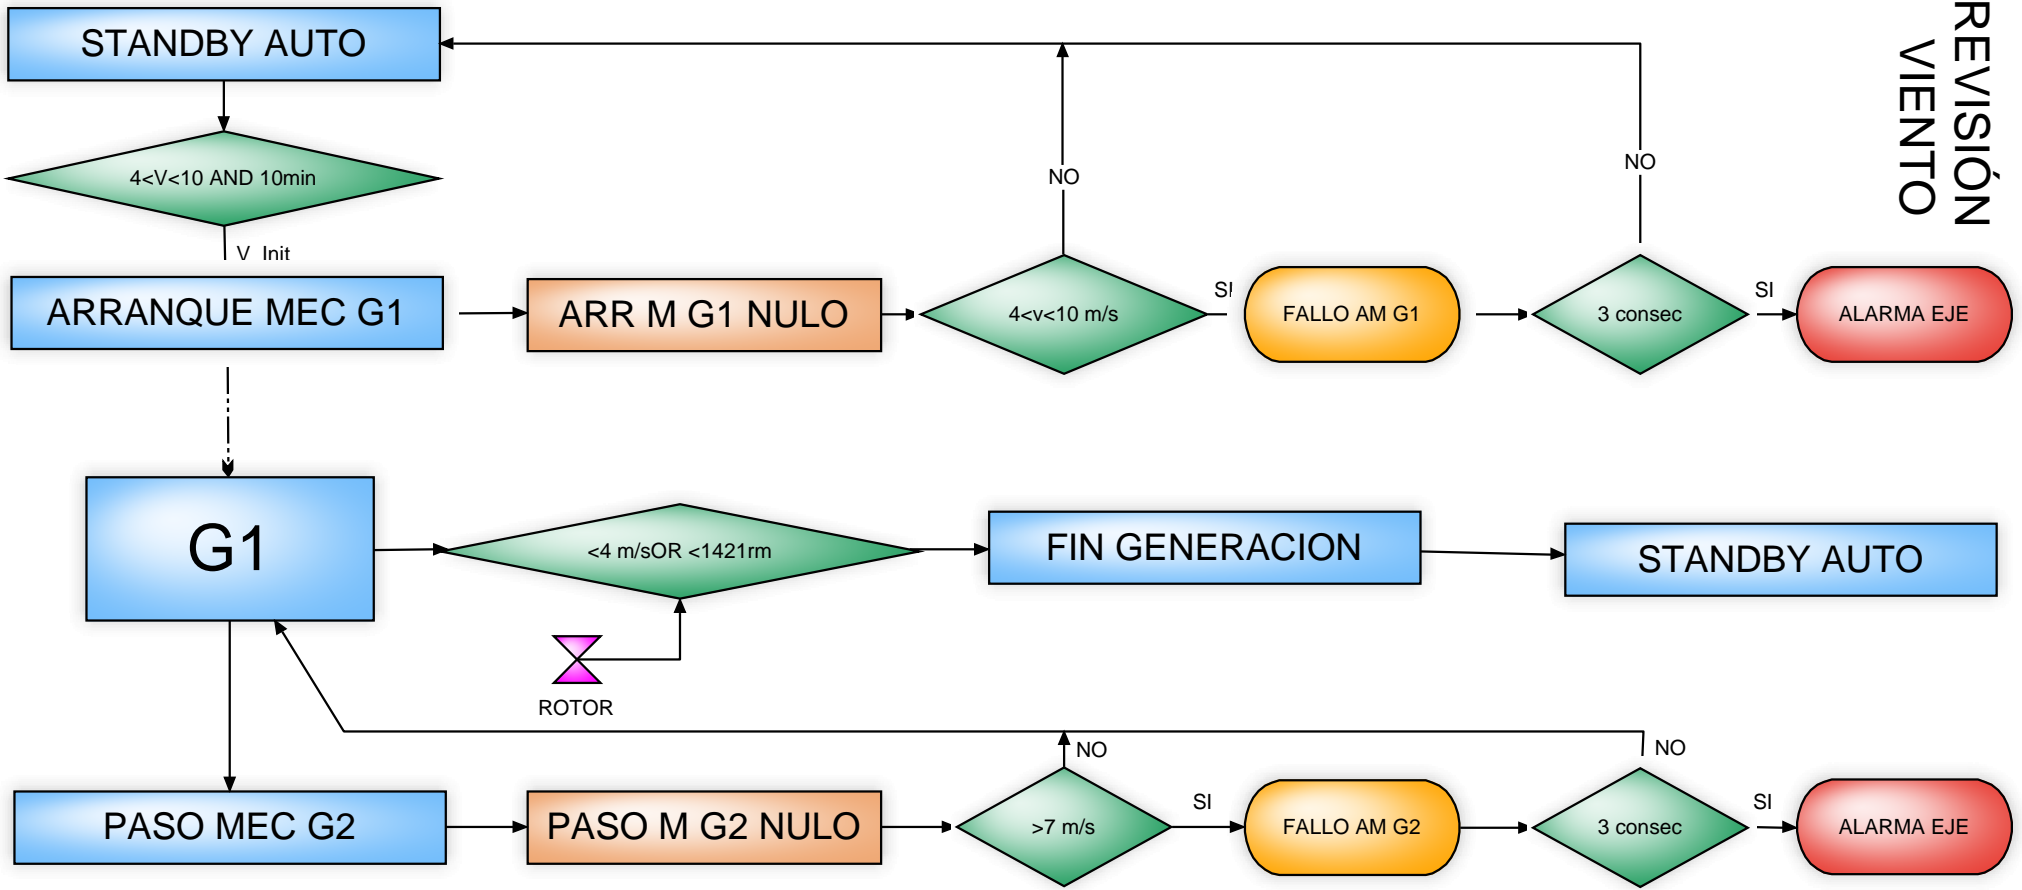 REVISIÓN
VIENTO
STANDBY AUTO
4<V<10 AND 10min
V_Init
NO
NO
ARRANQUE MEC G1
ARR M G1 NULO
4<v<10 m/s
SI
FALLO AM G1
3 consec
SI
ALARMA EJE
G1
<4 m/sOR <1421rm
FIN GENERACION
STANDBY AUTO
ROTOR
NO
NO
PASO MEC G2
PASO M G2 NULO
>7 m/s
SI
FALLO AM G2
3 consec
SI
ALARMA EJE